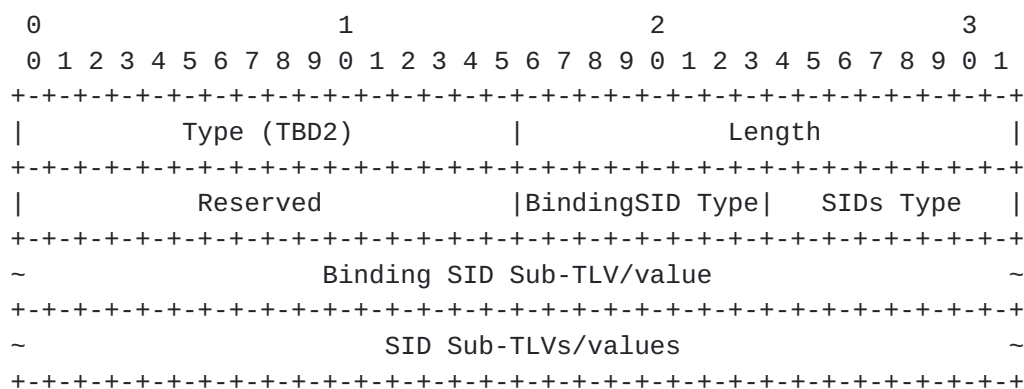 0                   1                   2                   3
 0 1 2 3 4 5 6 7 8 9 0 1 2 3 4 5 6 7 8 9 0 1 2 3 4 5 6 7 8 9 0 1
+-+-+-+-+-+-+-+-+-+-+-+-+-+-+-+-+-+-+-+-+-+-+-+-+-+-+-+-+-+-+-+-+
|          Type (TBD2)          |             Length            |
+-+-+-+-+-+-+-+-+-+-+-+-+-+-+-+-+-+-+-+-+-+-+-+-+-+-+-+-+-+-+-+-+
|           Reserved            |BindingSID Type|   SIDs Type   |
+-+-+-+-+-+-+-+-+-+-+-+-+-+-+-+-+-+-+-+-+-+-+-+-+-+-+-+-+-+-+-+-+
~                   Binding SID Sub-TLV/value                   ~
+-+-+-+-+-+-+-+-+-+-+-+-+-+-+-+-+-+-+-+-+-+-+-+-+-+-+-+-+-+-+-+-+
~                       SID Sub-TLVs/values                     ~
+-+-+-+-+-+-+-+-+-+-+-+-+-+-+-+-+-+-+-+-+-+-+-+-+-+-+-+-+-+-+-+-+